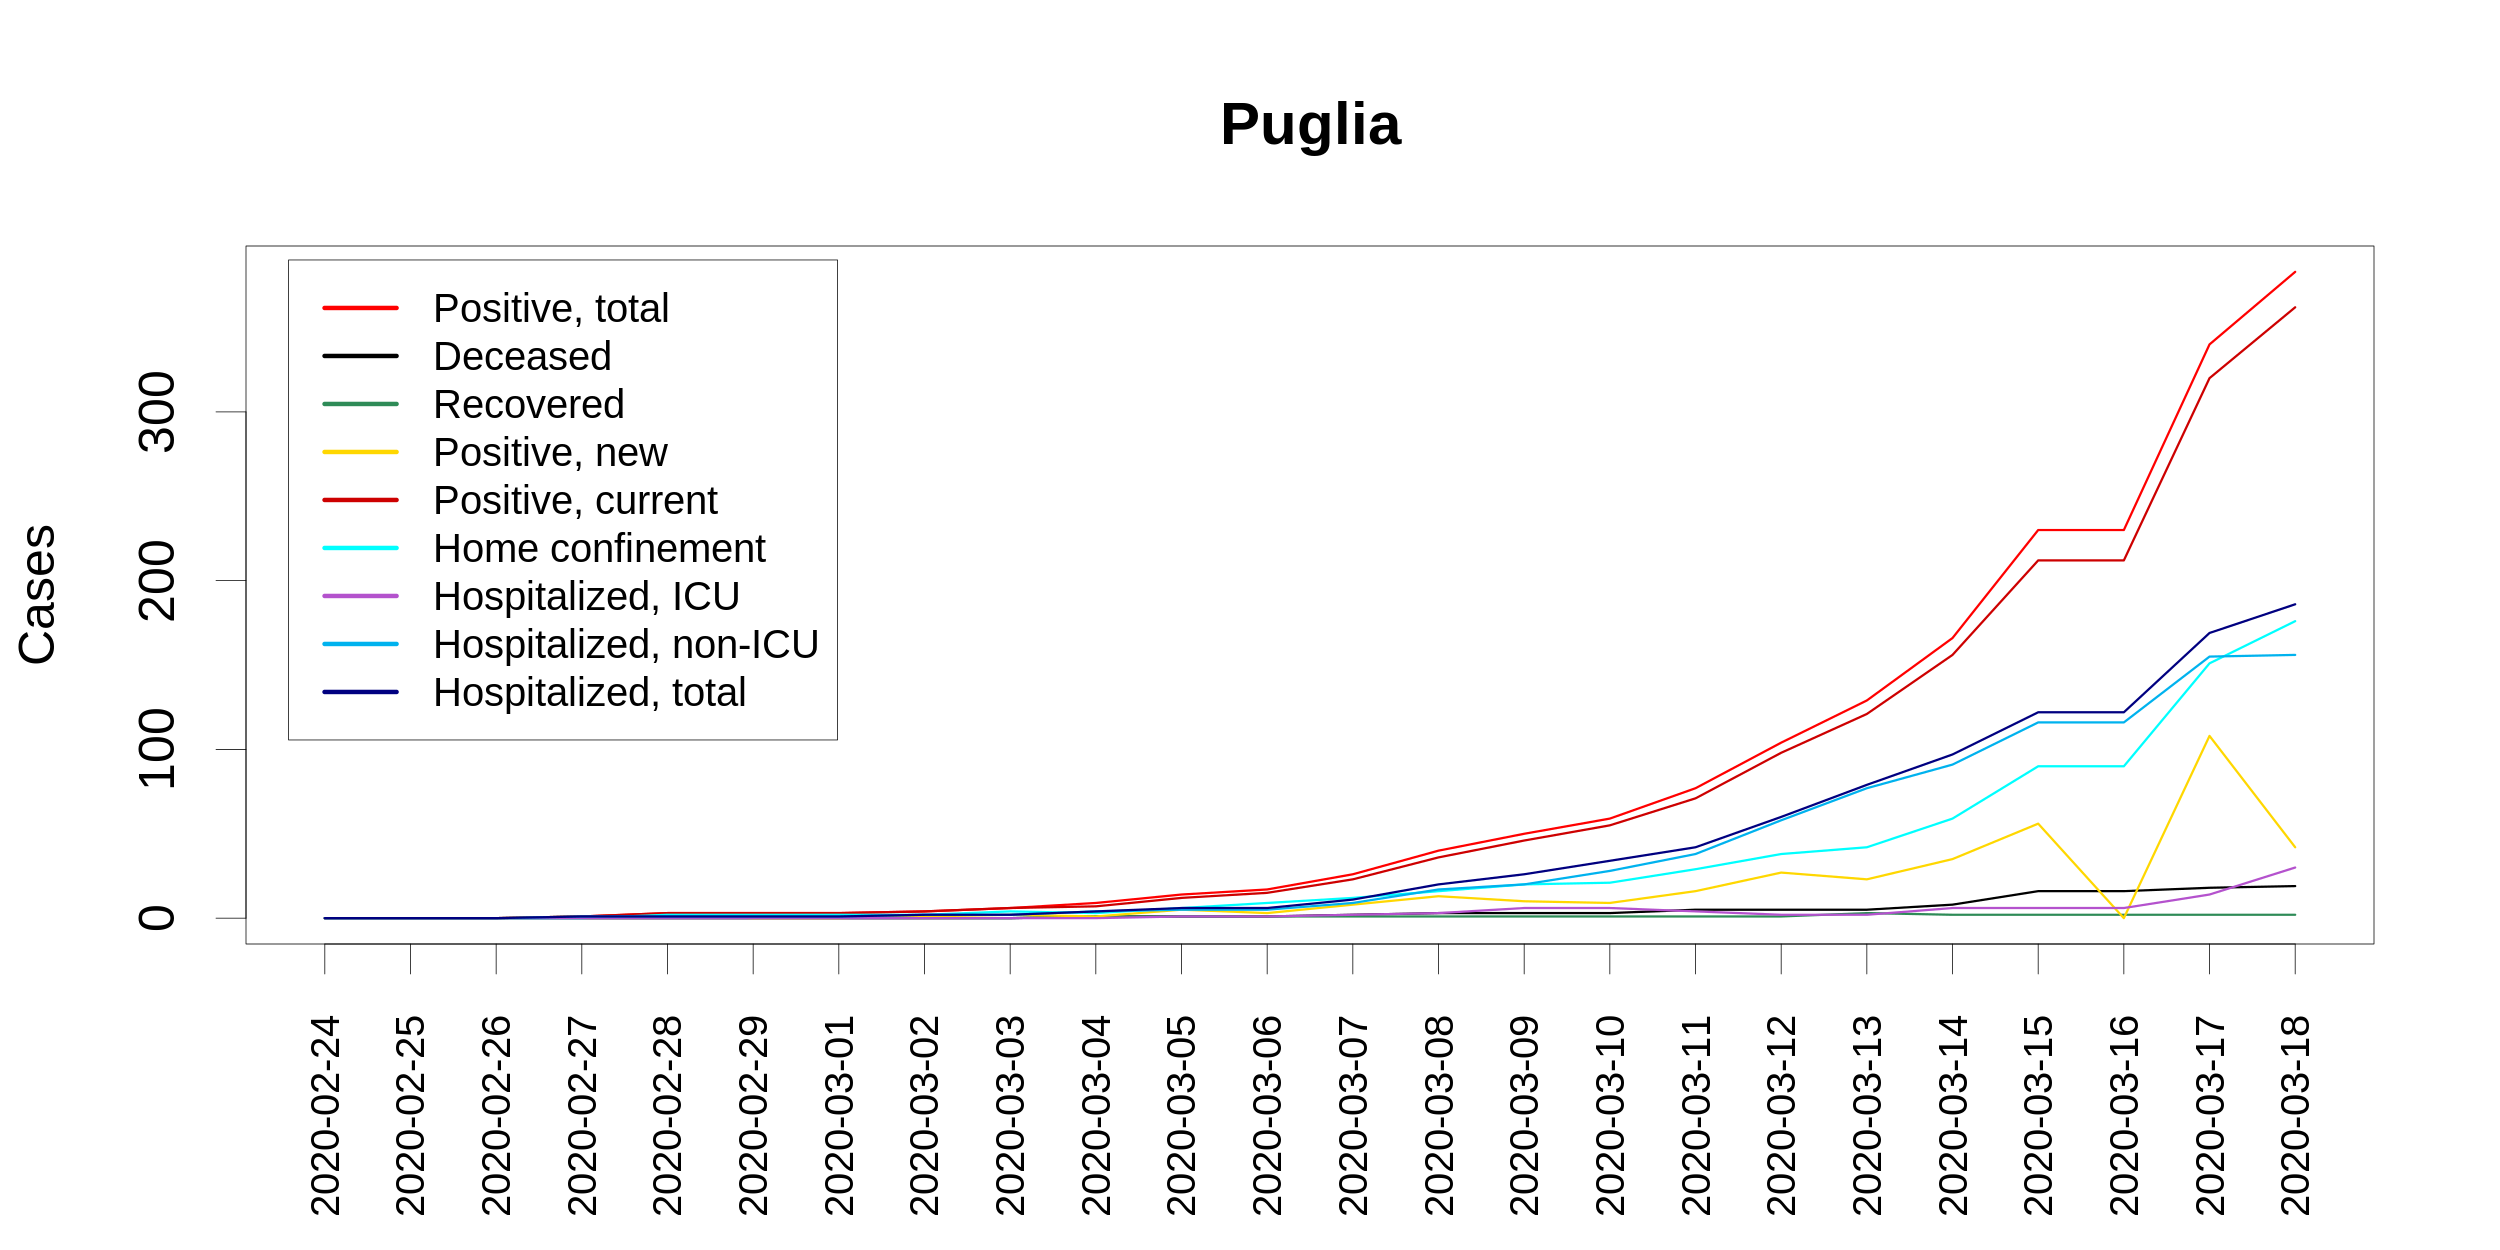 Puglia
Cases
0
100
200
300
Positive, total
Deceased
Recovered
Positive, new
Positive, current
Home confinement
Hospitalized, ICU
Hospitalized, non-ICU
Hospitalized, total
2020-02-24
2020-02-25
2020-02-26
2020-02-27
2020-02-28
2020-02-29
2020-03-01
2020-03-02
2020-03-03
2020-03-04
2020-03-05
2020-03-06
2020-03-07
2020-03-08
2020-03-09
2020-03-10
2020-03-11
2020-03-12
2020-03-13
2020-03-14
2020-03-15
2020-03-16
2020-03-17
2020-03-18